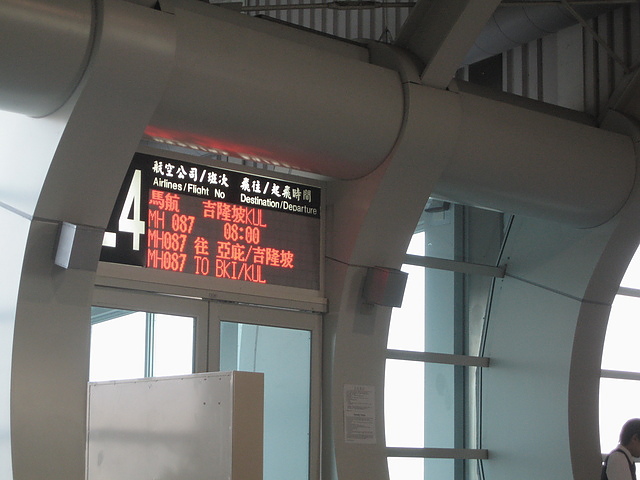 航空公司/班次 飛往/起飛時間
Airlines/Flight No Destination/Departure
4
馬航 吉隆坡KUL
MH 087 08:00
MH087 往 亞庇/吉隆坡
MH087 TO BKI/KUL